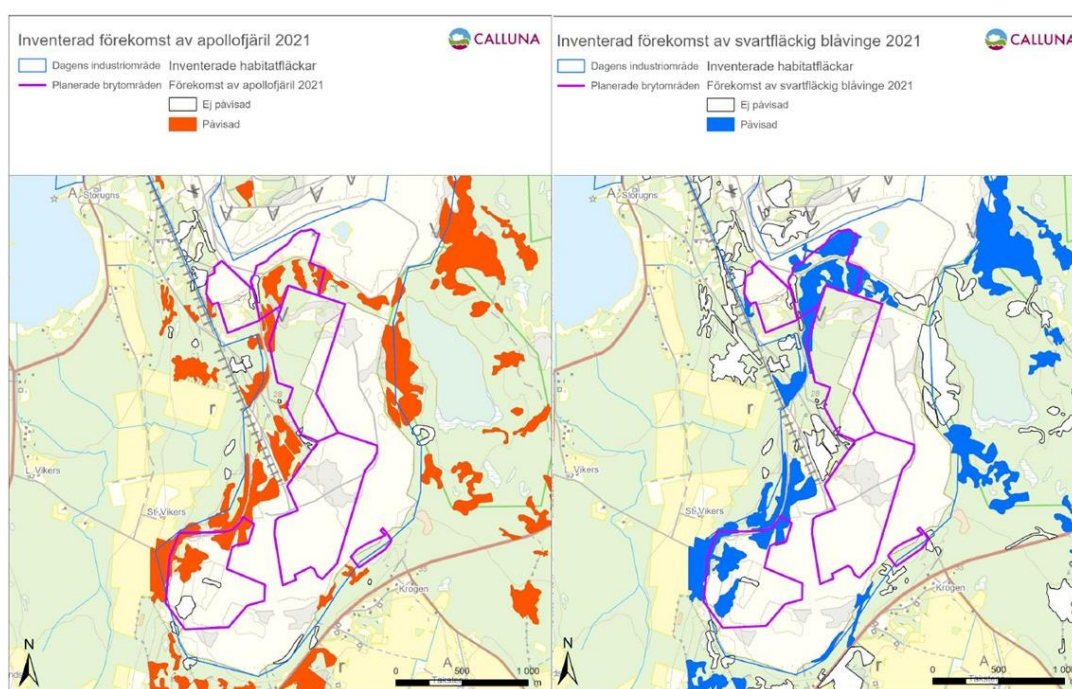 Inventerad förekomst av apollofjäril 2021
CALLUNA
Dagens industriområde
Inventerade habitatfläckar
Planerade brytområden
Förekomst av apollofjäril 2021
Ej påvisad
Påvisad
A
Storugns
r
28
L Vikers
St Vikers
Krogen
A
r
N
0 500 1 000
m
Inventerad förekomst av svartfläckig blåvinge 2021
CALLUNA
Dagens industriområde
Inventerade habitatfläckar
Planerade brytområden
Förekomst av svartfläckig blåvinge 2021
Ej påvisad
Påvisad
A
Storugns
r
28
L Vikers
St Vikers
Krogen
A
r
N
0 500 1 000
m